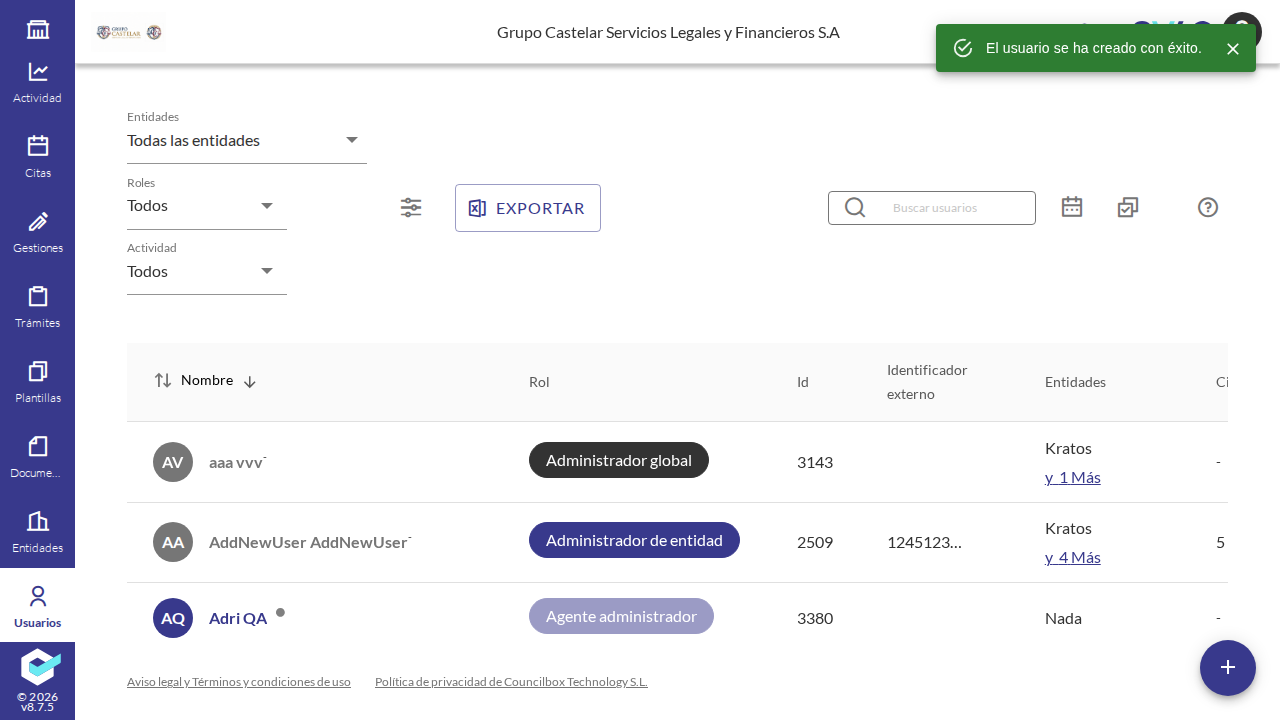 Grupo Castelar Servicios Legales y Financieros S.A
El usuario se ha creado con éxito.
Actividad
Citas
Gestiones
Trámites
Plantillas
Docume...
Entidades
Usuarios
© 2026
v8.7.5
Entidades
Todas las entidades
Roles
Todos
Actividad
Todos
EXPORTAR
Buscar usuarios
Nombre Rol Id Identificador externo Entidades Ci
AV aaa vvv- Administrador global 3143 Kratos
y 1 Más -
AA AddNewUser AddNewUser- Administrador de entidad 2509 1245123... Kratos
y 4 Más 5
AQ Adri QA Agente administrador 3380 Nada -
Aviso legal y Términos y condiciones de uso
Política de privacidad de Councilbox Technology S.L.